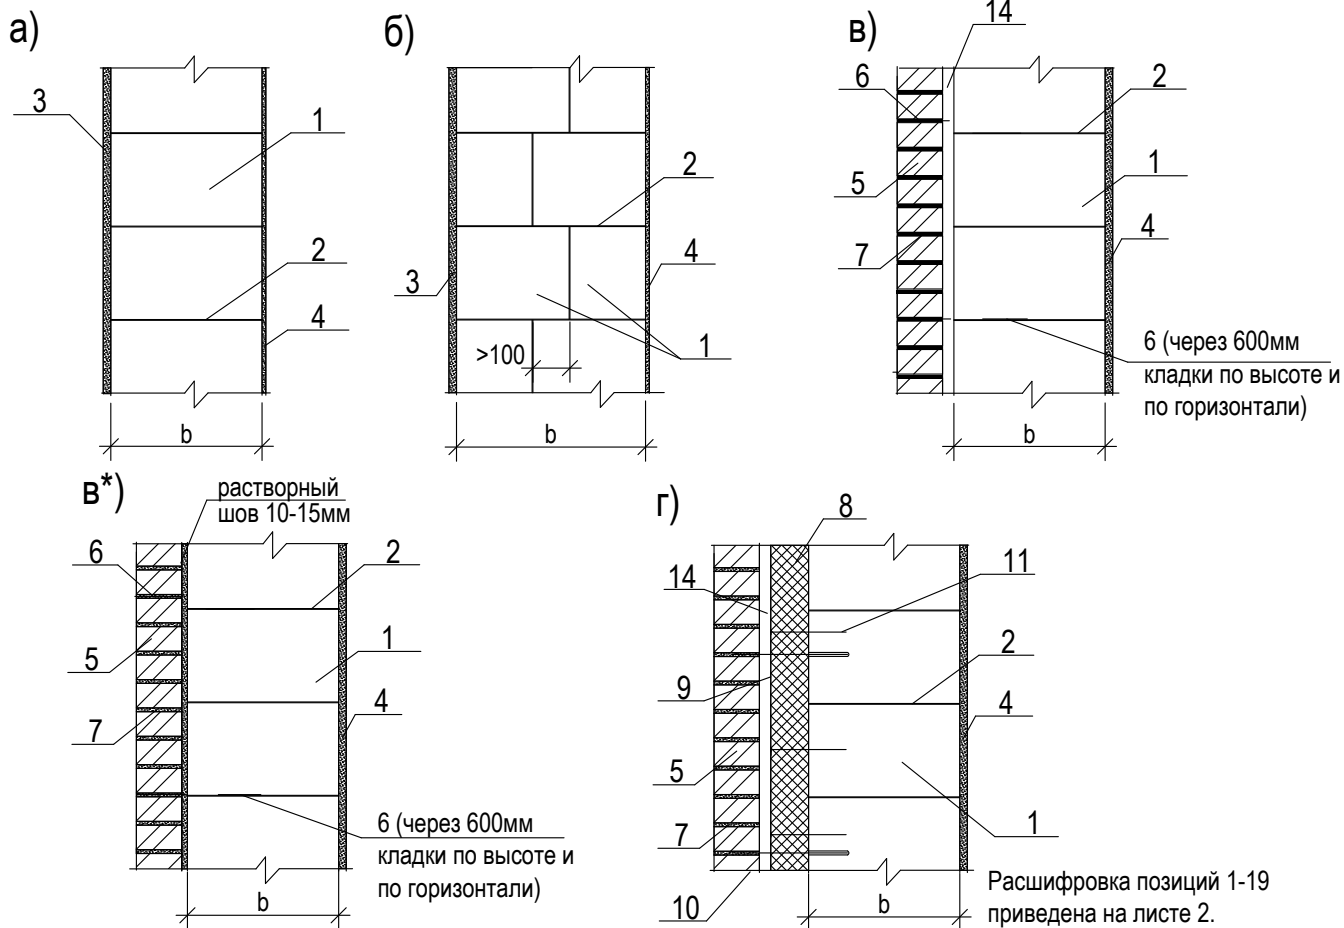 а)
3
1
2
4
b
б)
2
4
3
1
>100
b
в)
14
6
2
1
5
4
7
6 (через 600мм
кладки по высоте и
по горизонтали)
b
в*)
растворный
шов 10-15мм
6
2
1
5
4
7
6 (через 600мм
кладки по высоте и
по горизонтали)
b
г)
8
14
11
2
9
4
5
7
1
10
b
Расшифровка позиций 1-19
приведена на листе 2.